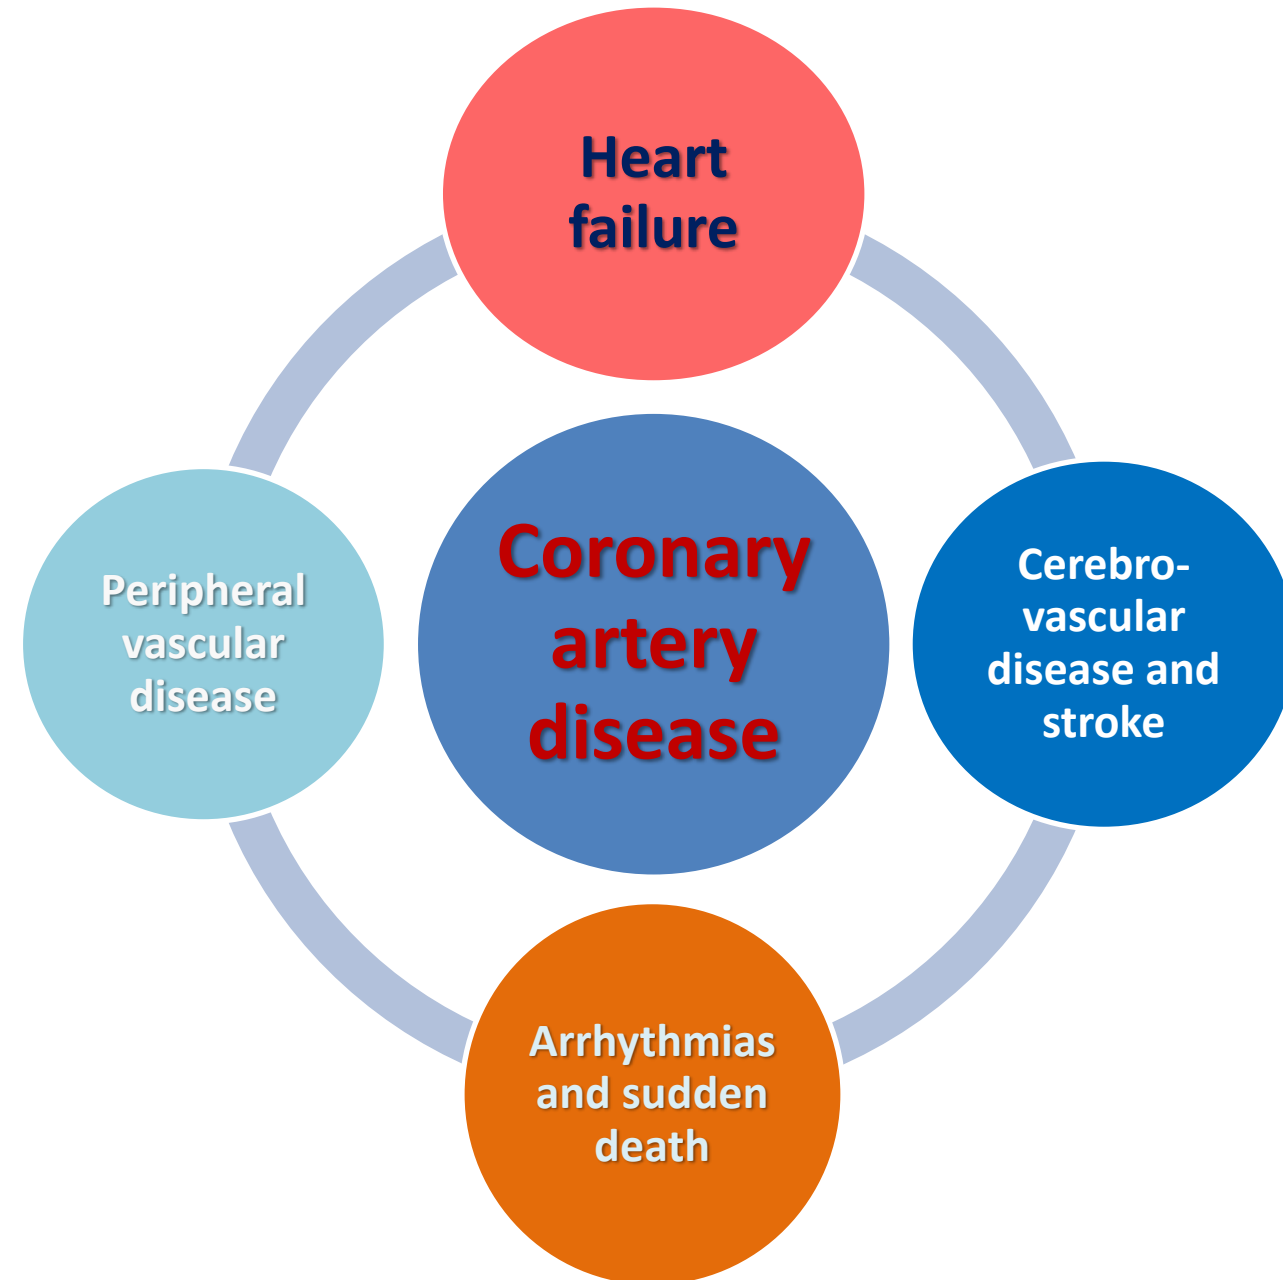 Heart
failure
Coronary
artery
disease
Peripheral
vascular
disease
Cerebro-
vascular
disease and
stroke
Arrhythmias
and sudden
death